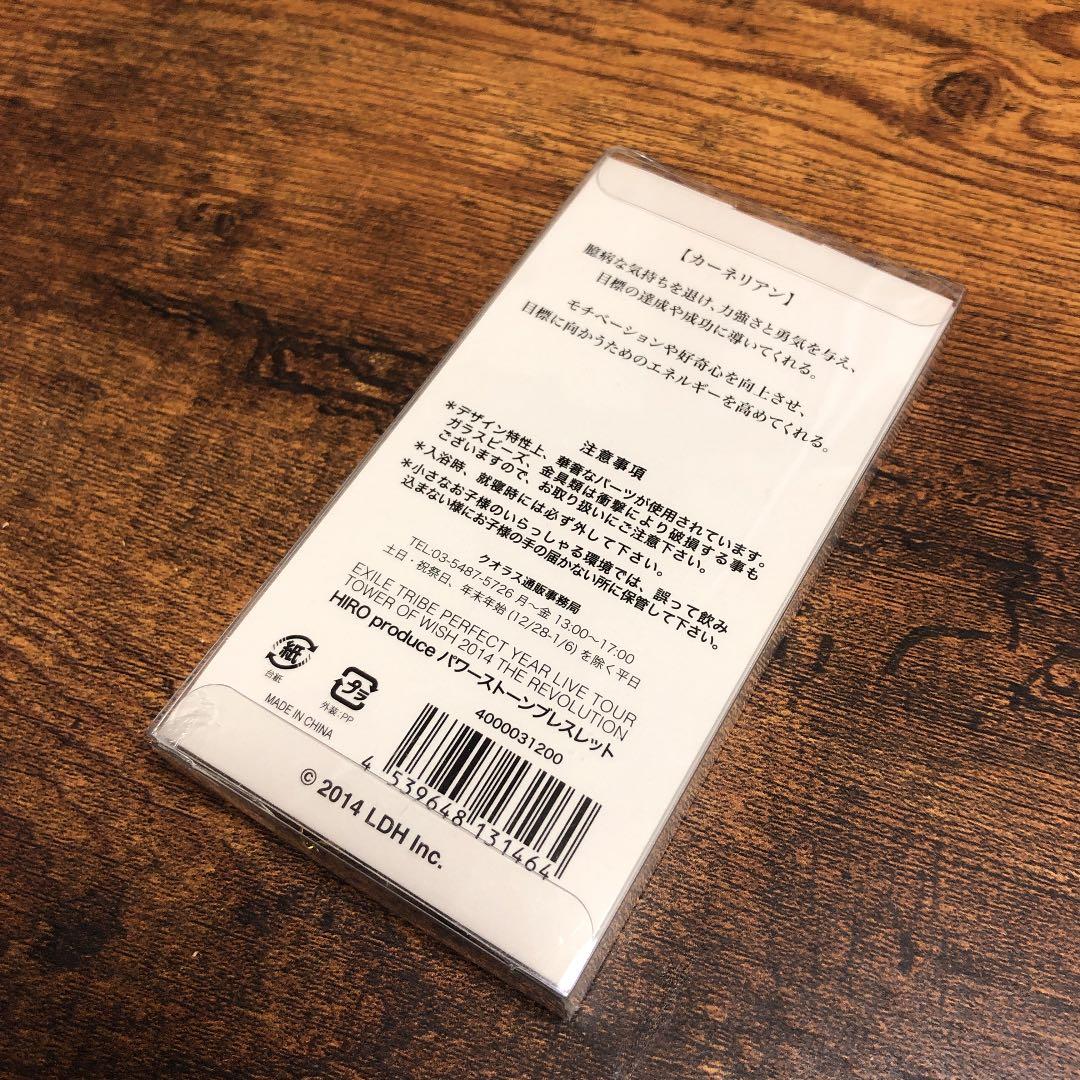 【カーネリアン】
臆病な気持ちを退け、力強さと勇気を与え、
目標の達成や成功に導いてくれる。
モチベーションや好奇心を向上させ、
目標に向かうためのエネルギーを高めてくれる。
注意事項
＊デザイン特性上、華奢なパーツが使用されています。
ガラスビーズ、金具類は衝撃により破損する事も
ございますので、お取り扱いにご注意下さい。
＊入浴時、就寝時には必ず外して下さい。
＊小さなお子様のいらっしゃる環境では、誤って飲み
込まない様にお子様の手の届かない所に保管して下さい。
クオラス通販事務局
TEL:03-5487-5726 月～金 13:00～17:00
土日・祝祭日、年末年始 (12/28-1/6) を除く平日
EXILE TRIBE PERFECT YEAR LIVE TOUR
TOWER OF WISH 2014 THE REVOLUTION
HIRO produce パワーストーンブレスレット
4000031200
紙
台紙
プラ
外装:PP
MADE IN CHINA
4 539648 131464
© 2014 LDH Inc.